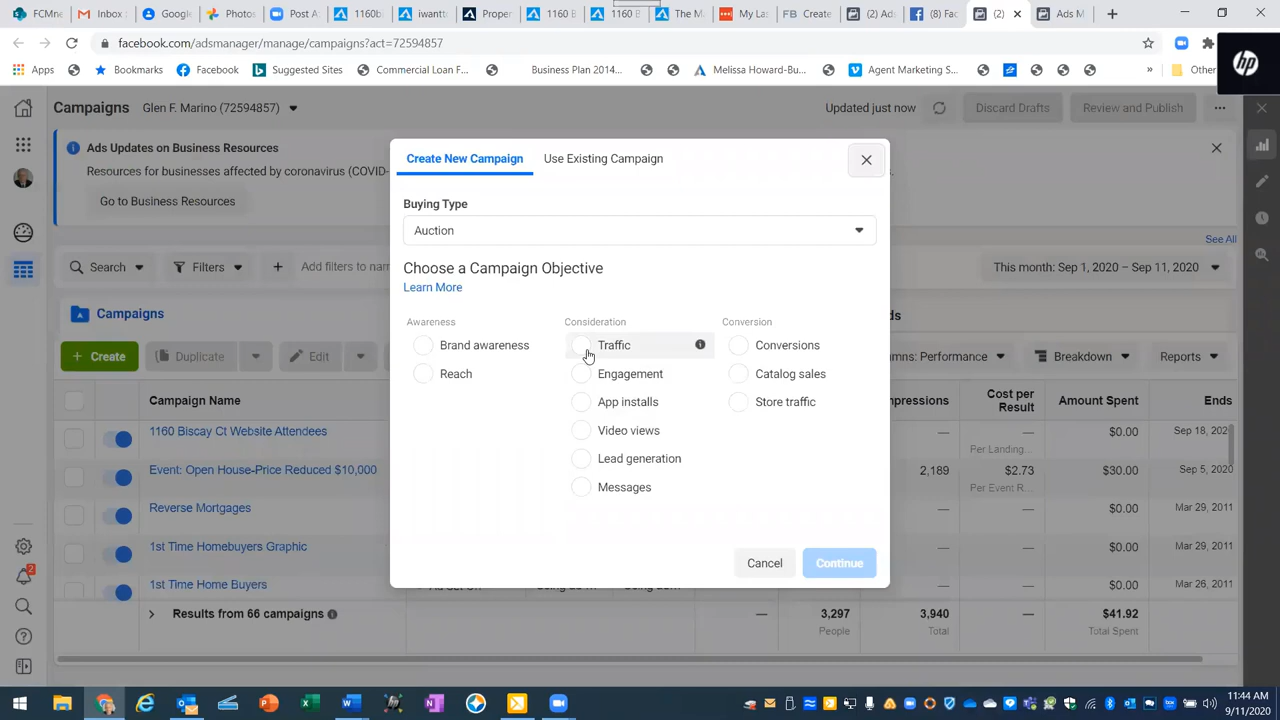 FCMne
Inbox
Google
Photos
Post A
1160b
iwantt
Proper
1160 B
1160 B
The M
My Las
FB Create
(2) Ads
(8) Fac
(2)
Ads M
facebook.com/adsmanager/manage/campaigns?act=72594857
Apps
Bookmarks
Facebook
Suggested Sites
Commercial Loan F...
Business Plan 2014...
Melissa Howard-Bu...
Agent Marketing S...
»
Other
hp
Campaigns
Glen F. Marino (72594857)
Updated just now
Discard Drafts
Review and Publish
Ads Updates on Business Resources
Resources for businesses affected by coronavirus (COVID-
Go to Business Resources
See All
Search
Filters
+
Add filters to narr
This month: Sep 1, 2020 – Sep 11, 2020
Campaigns
ds
+ Create
Duplicate
Edit
mns: Performance
Breakdown
Reports
Campaign Name
pressions
Cost per Result
Amount Spent
Ends
1160 Biscay Ct Website Attendees
—
—
Per Landing...
$0.00
Sep 18, 202
Event: Open House-Price Reduced $10,000
2,189
$2.73
Per Event R...
$30.00
Sep 5, 202
Reverse Mortgages
—
—
$0.00
Mar 29, 2011
1st Time Homebuyers Graphic
—
—
$0.00
Mar 29, 2011
1st Time Home Buyers
—
—
$0.00
Mar 26, 2011
Results from 66 campaigns
—
3,297
People
3,940
Total
—
$41.92
Total Spent
Create New Campaign
Use Existing Campaign
Buying Type
Auction
Choose a Campaign Objective
Learn More
Awareness
Brand awareness
Reach
Consideration
Traffic
Engagement
App installs
Video views
Lead generation
Messages
Conversion
Conversions
Catalog sales
Store traffic
Cancel
Continue
2
11:44 AM
9/11/2020